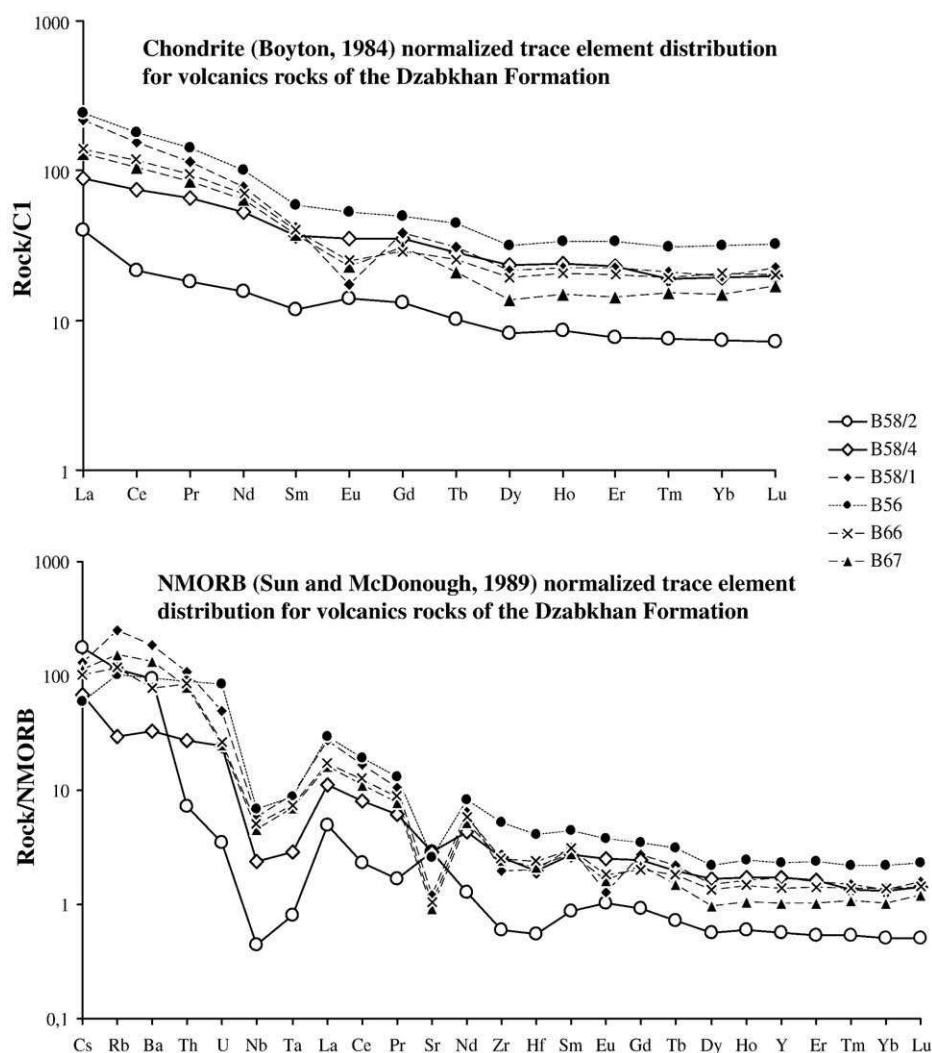 1000
Chondrite (Boyton, 1984) normalized trace element distribution
for volcanics rocks of the Dzabkhan Formation
100
Rock/C1
10
1
La Ce Pr Nd Sm Eu Gd Tb Dy Ho Er Tm Yb Lu
B58/2
B58/4
B58/1
B56
B66
B67
1000
NMORB (Sun and McDonough, 1989) normalized trace element
distribution for volcanics rocks of the Dzabkhan Formation
100
Rock/NMORB
10
1
0,1
Cs Rb Ba Th U Nb Ta La Ce Pr Sr Nd Zr Hf Sm Eu Gd Tb Dy Ho Y Er Tm Yb Lu